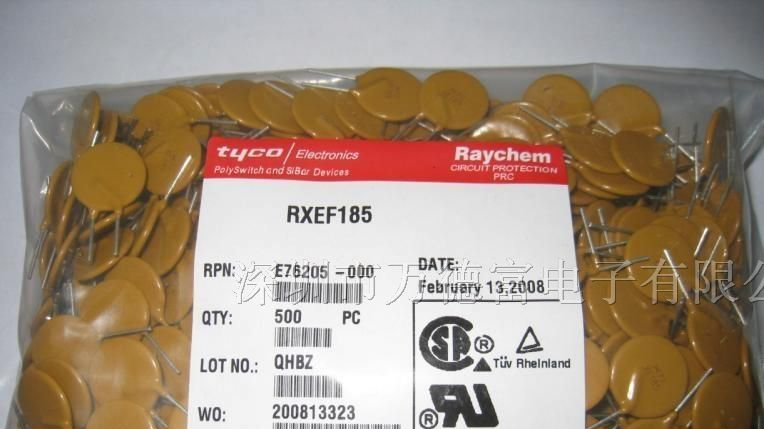 tyco / Electronics
PolySwitch and SiBar Devices
Raychem
CIRCUIT PROTECTION
PRC
RXEF185
RPN: E76205-000
DATE:
February 13,2008
深圳市万德富电子有限公
QTY: 500 PC
LOT NO.: QHBZ
WO: 200813323
SA ®
Tüv Rheinland
RU ®